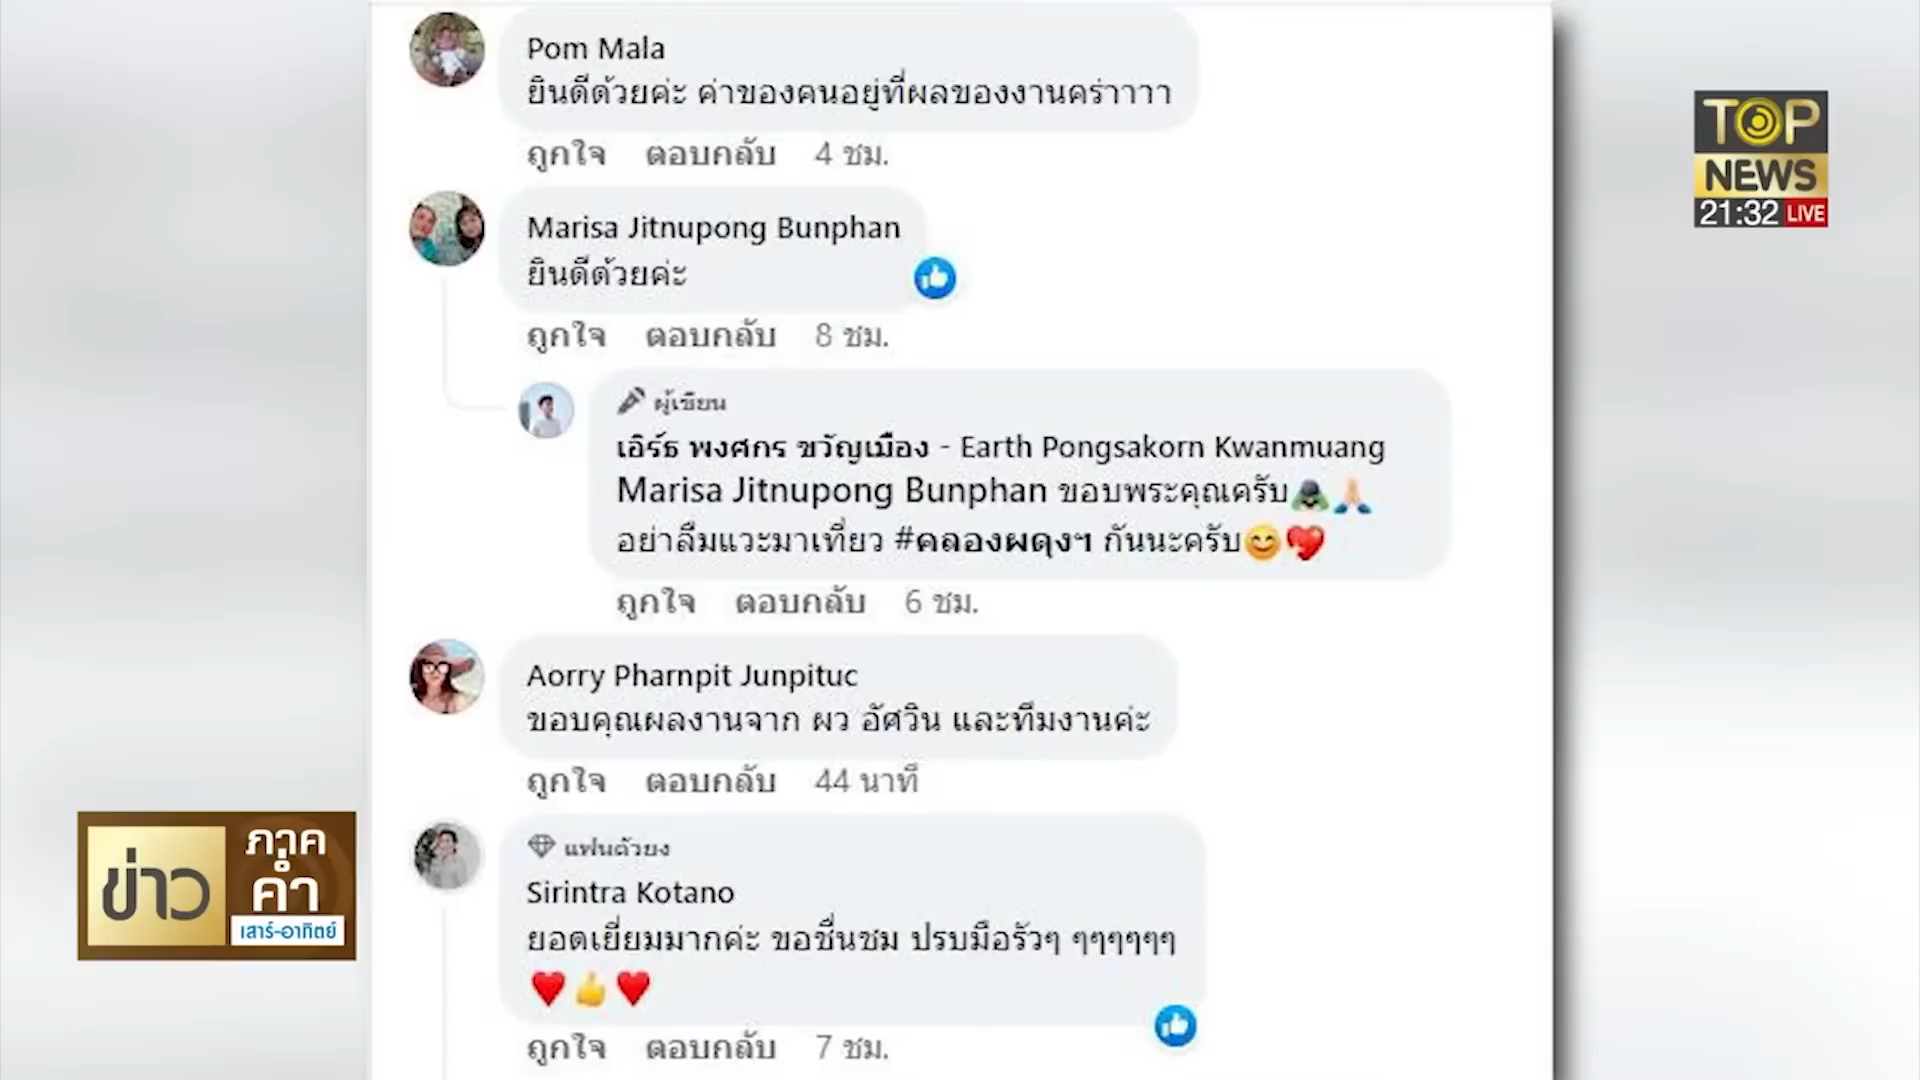 Pom Mala
ยินดีด้วยค่ะ ค่าของคนอยู่ที่ผลของงานคร่าาาา
ถูกใจ ตอบกลับ 4 ชม.
Marisa Jitnupong Bunphan
ยินดีด้วยค่ะ
ถูกใจ ตอบกลับ 8 ชม.
ผู้เขียน
เอิร์ธ พงศกร ขวัญเมือง - Earth Pongsakorn Kwanmuang
Marisa Jitnupong Bunphan ขอบพระคุณครับ🙏
อย่าลืมแวะมาเที่ยว #คลองผดุงฯ กันนะครับ😊💖
ถูกใจ ตอบกลับ 6 ชม.
Aorry Pharnpit Junpituc
ขอบคุณผลงานจาก ผว อัศวิน และทีมงานค่ะ
ถูกใจ ตอบกลับ 44 นาที
แฟนตัวยง
Sirintra Kotano
ยอดเยี่ยมมากค่ะ ขอชื่นชม ปรบมือรัวๆ ๆๆๆๆๆๆ
❤️👍❤️
ถูกใจ ตอบกลับ 7 ชม.
TOP
NEWS
21:32 LIVE
ข่าว
ภาค
ค่ำ
เสาร์-อาทิตย์